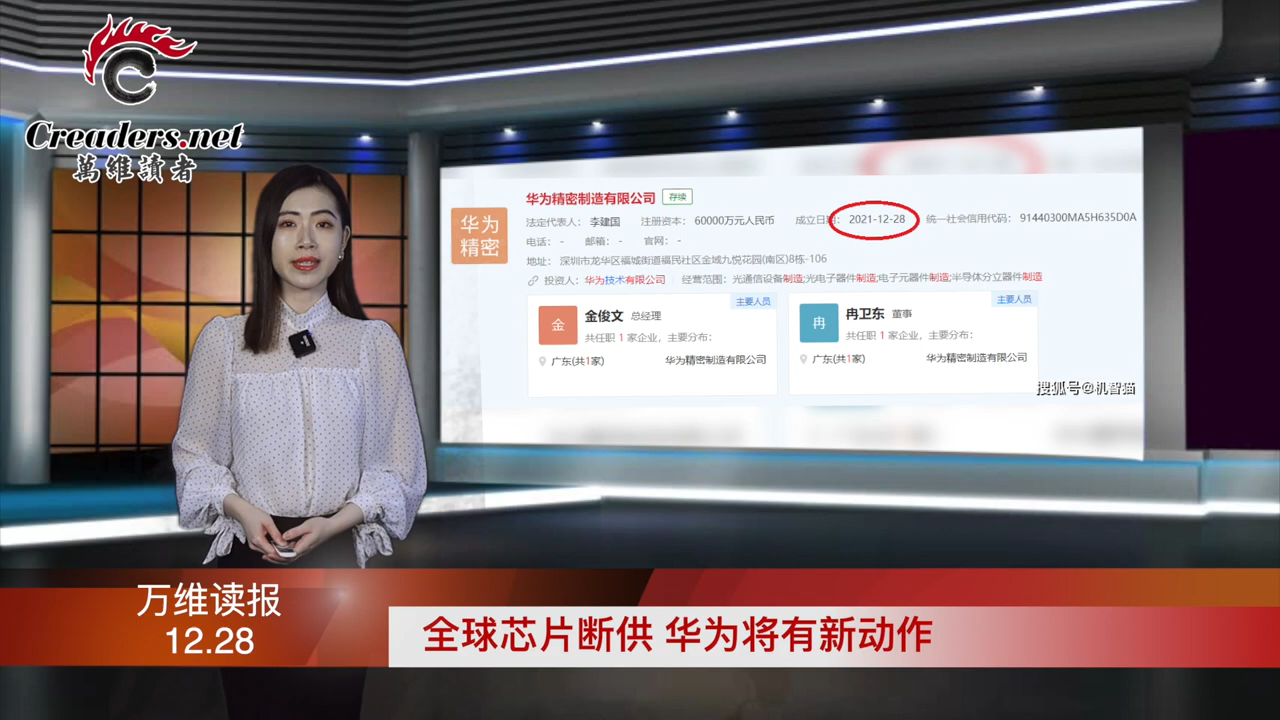 Creaders.net
萬維讀者
华为精密制造有限公司 存续
华为
精密
法定代表人： 李建国 注册资本： 60000万元人民币 成立日期： 2021-12-28 统一社会信用代码： 91440300MA5H635D0A
电话： - 邮箱： - 官网： -
地址： 深圳市龙华区福城街道福民社区金域九悦花园(南区)8栋-106
投资人： 华为技术有限公司 经营范围：光通信设备制造;光电子器件制造;电子元器件制造;半导体分立器件制造
主要人员
金
金俊文 总经理
共任职 1 家企业，主要分布：
广东(共1家) 华为精密制造有限公司
主要人员
冉
冉卫东 董事
共任职 1 家企业，主要分布：
广东(共1家) 华为精密制造有限公司
搜狐号@机智猫
万维读报
12.28
全球芯片断供 华为将有新动作